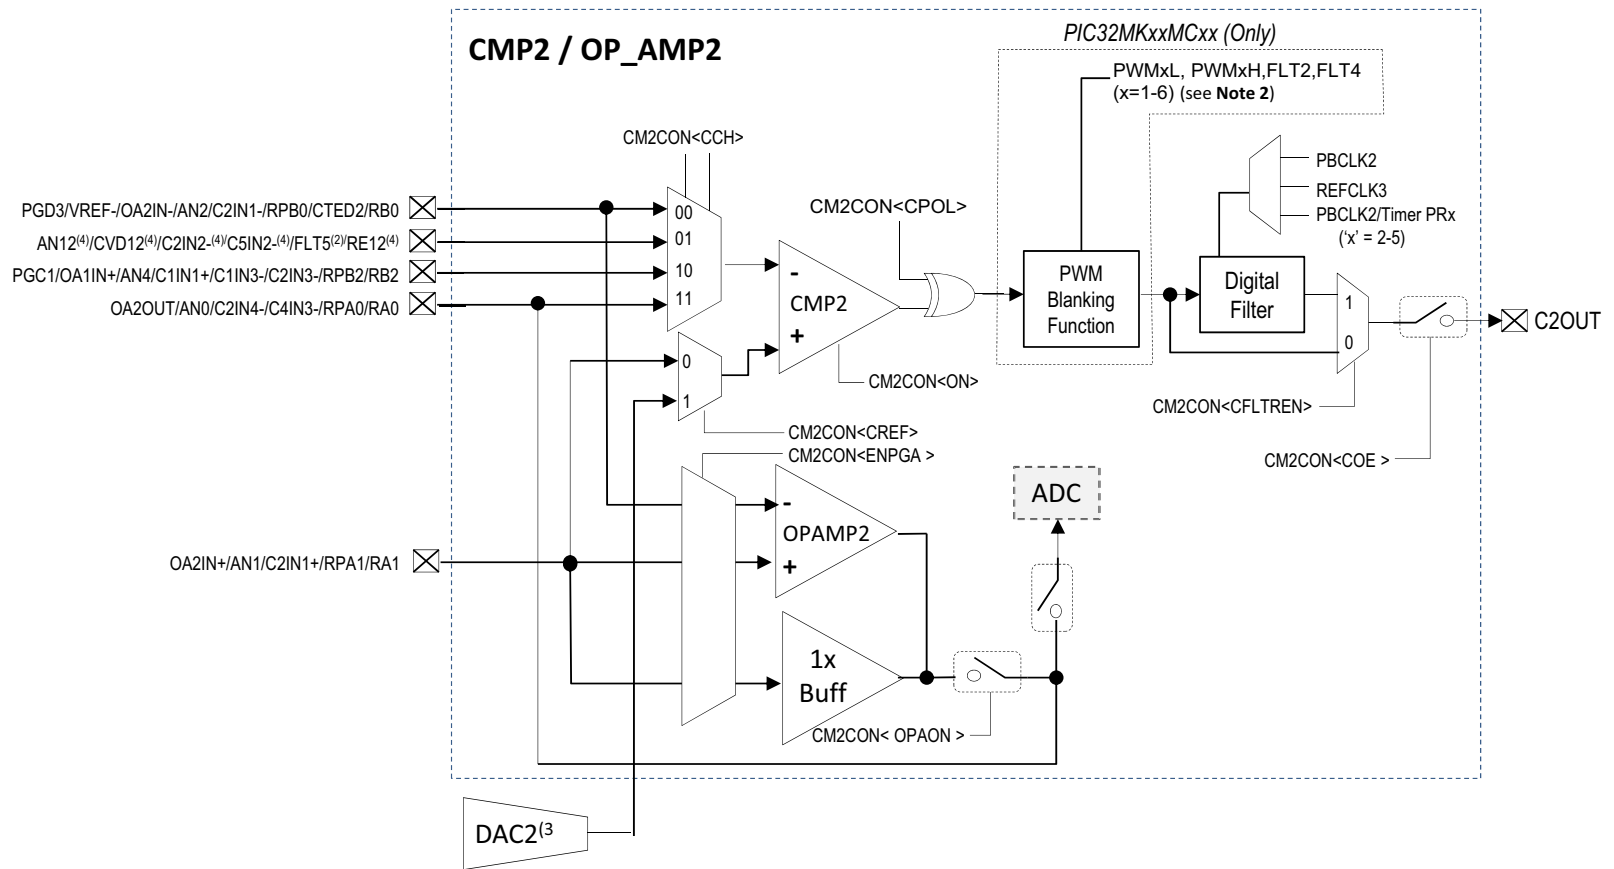 PIC32MKxxMCxx (Only)
CMP2 / OP_AMP2
PWMxL, PWMxH,FLT2,FLT4
(x=1-6) (see Note 2)
CM2CON<CCH>
PBCLK2
REFCLK3
PBCLK2/Timer PRx
('x' = 2-5)
PGD3/VREF-/OA2IN-/AN2/C2IN1-/RPB0/CTED2/RB0
AN12(4)/CVD12(4)/C2IN2-(4)/C5IN2-(4)/FLT5(2)/RE12(4)
PGC1/OA1IN+/AN4/C1IN1+/C1IN3-/C2IN3-/RPB2/RB2
OA2OUT/AN0/C2IN4-/C4IN3-/RPA0/RA0
00
01
10
11
CM2CON<CPOL>
-
CMP2
+
PWM
Blanking
Function
Digital
Filter
1
0
C2OUT
0
1
CM2CON<ON>
CM2CON<CFLTREN>
CM2CON<CREF>
CM2CON<ENPGA >
CM2CON<COE >
ADC
-
OPAMP2
+
OA2IN+/AN1/C2IN1+/RPA1/RA1
1x
Buff
CM2CON< OPAON >
DAC2(3